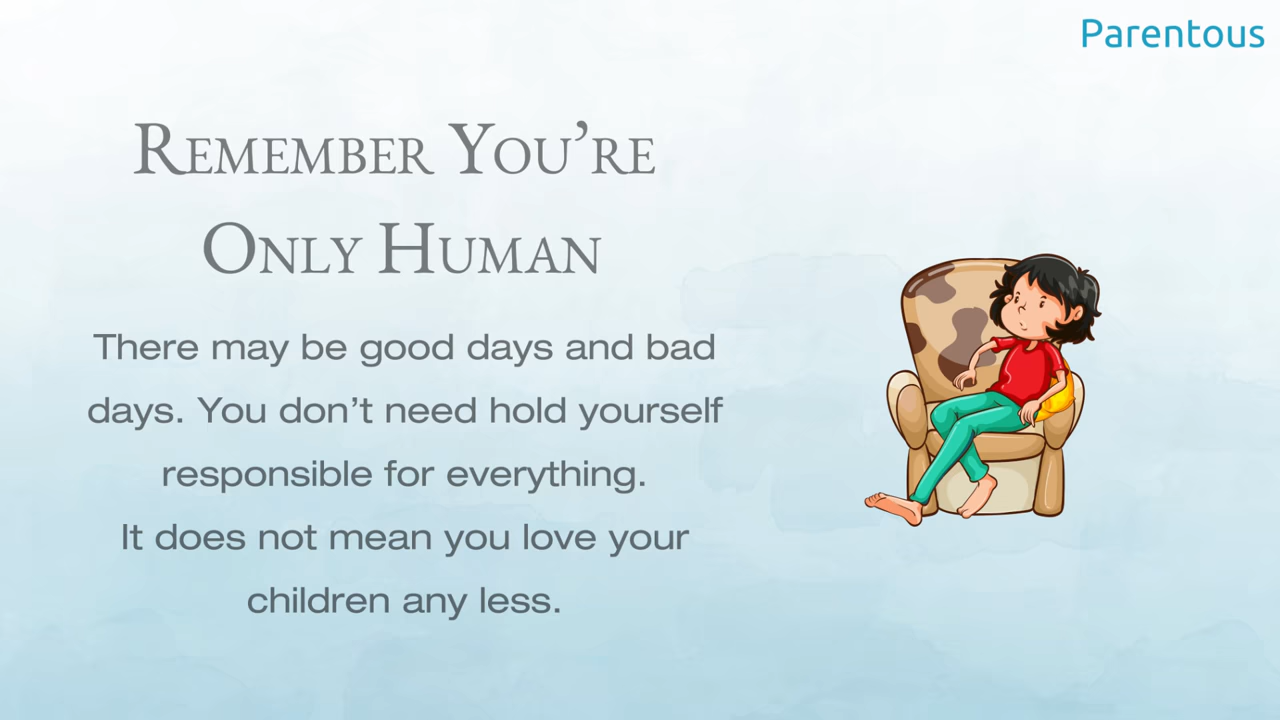 Parentous
Remember You’re
Only Human
There may be good days and bad
days. You don’t need hold yourself
responsible for everything.
It does not mean you love your
children any less.